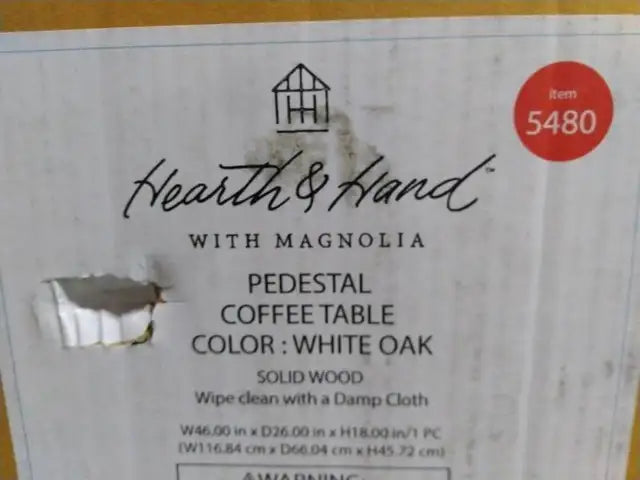 item
5480
Hearth & Hand™
WITH MAGNOLIA
PEDESTAL
COFFEE TABLE
COLOR : WHITE OAK
SOLID WOOD
Wipe clean with a Damp Cloth
W46.00 in x D26.00 in x H18.00 in/1 PC
(W116.84 cm x D66.04 cm x H45.72 cm)
⚠WARNING: